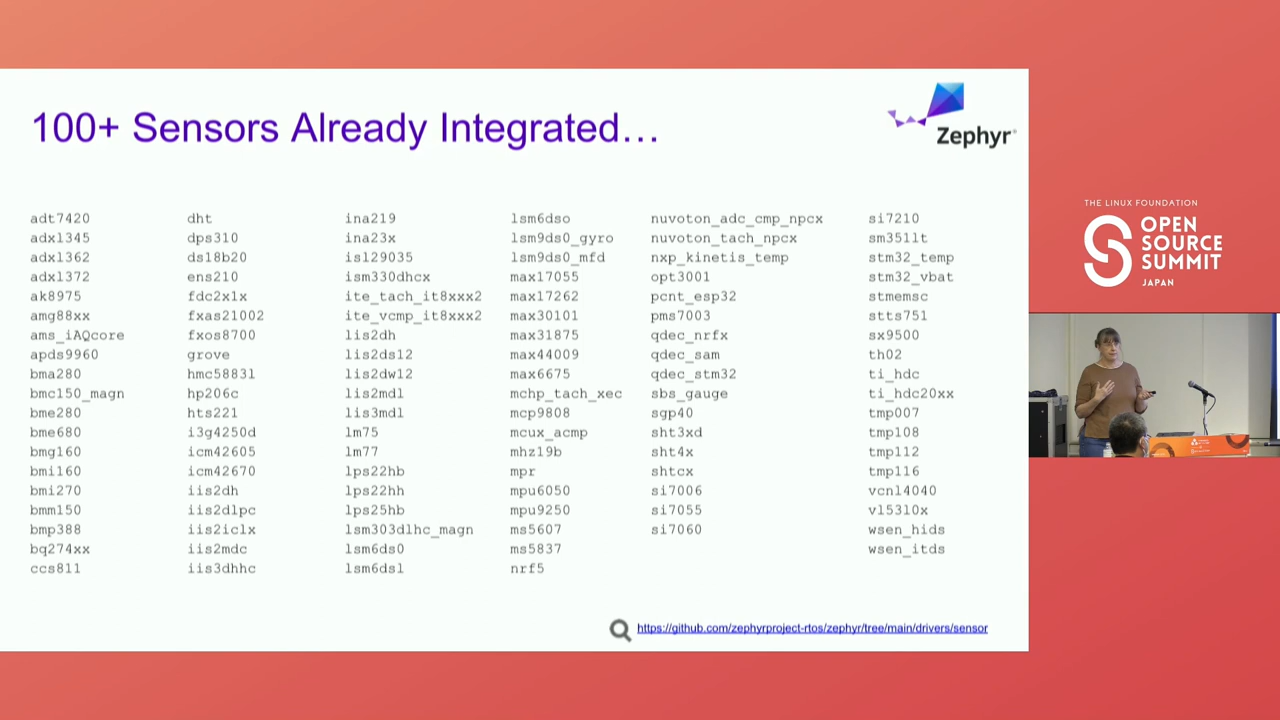 100+ Sensors Already Integrated…
Zephyr
adt7420
adxl345
adxl362
adxl372
ak8975
amg88xx
ams_iAQcore
apds9960
bma280
bmc150_magn
bme280
bme680
bmg160
bmi160
bmi270
bmm150
bmp388
bq274xx
ccs811
dht
dps310
ds18b20
ens210
fdc2x1x
fxas21002
fxos8700
grove
hmc5883l
hp206c
hts221
i3g4250d
icm42605
icm42670
iis2dh
iis2dlpc
iis2iclx
iis2mdc
iis3dhhc
ina219
ina23x
isl29035
ism330dhcx
ite_tach_it8xxx2
ite_vcmp_it8xxx2
lis2dh
lis2ds12
lis2dw12
lis2mdl
lis3mdl
lm75
lm77
lps22hb
lps22hh
lps25hb
lsm303dlhc_magn
lsm6ds0
lsm6dsl
lsm6dso
lsm9ds0_gyro
lsm9ds0_mfd
max17055
max17262
max30101
max31875
max44009
max6675
mchp_tach_xec
mcp9808
mcux_acmp
mhz19b
mpr
mpu6050
mpu9250
ms5607
ms5837
nrf5
nuvoton_adc_cmp_npcx
nuvoton_tach_npcx
nxp_kinetis_temp
opt3001
pcnt_esp32
pms7003
qdec_nrfx
qdec_sam
qdec_stm32
sbs_gauge
sgp40
sht3xd
sht4x
shtcx
si7006
si7055
si7060
si7210
sm351lt
stm32_temp
stm32_vbat
stmemsc
stts751
sx9500
th02
ti_hdc
ti_hdc20xx
tmp007
tmp108
tmp112
tmp116
vcnl4040
vl53l0x
wsen_hids
wsen_itds
https://github.com/zephyrproject-rtos/zephyr/tree/main/drivers/sensor
THE LINUX FOUNDATION
OPEN
SOURCE
SUMMIT
JAPAN